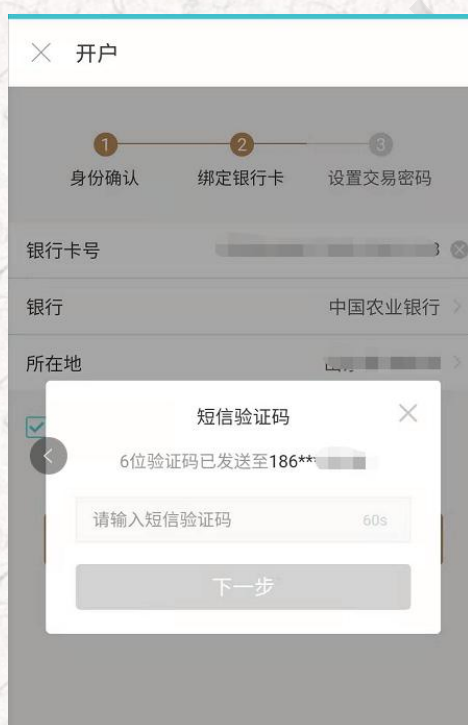 开户
1 2 3
身份确认 绑定银行卡 设置交易密码
银行卡号 3
银行 中国农业银行
所在地
短信验证码
6位验证码已发送至186**
请输入短信验证码 60s
下一步